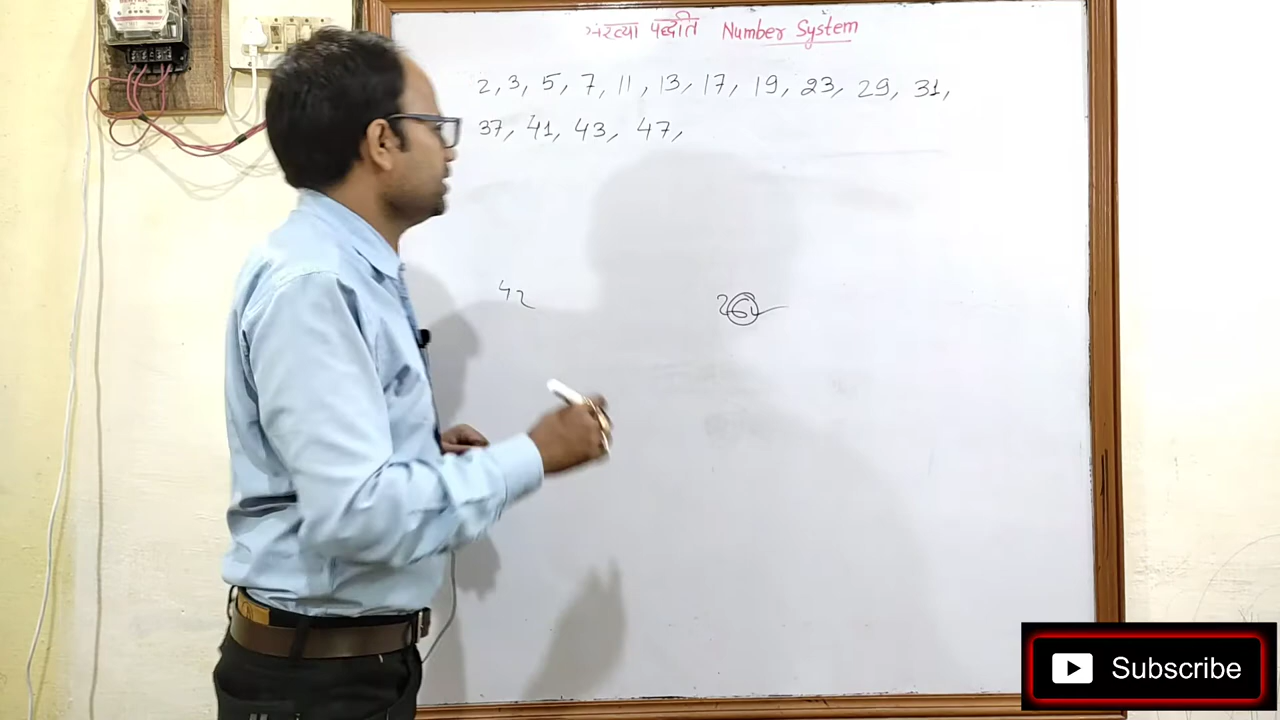 संख्या पद्धति Number System
2, 3, 5, 7, 11, 13, 17, 19, 23, 29, 31,
37, 41, 43, 47,
42
Subscribe